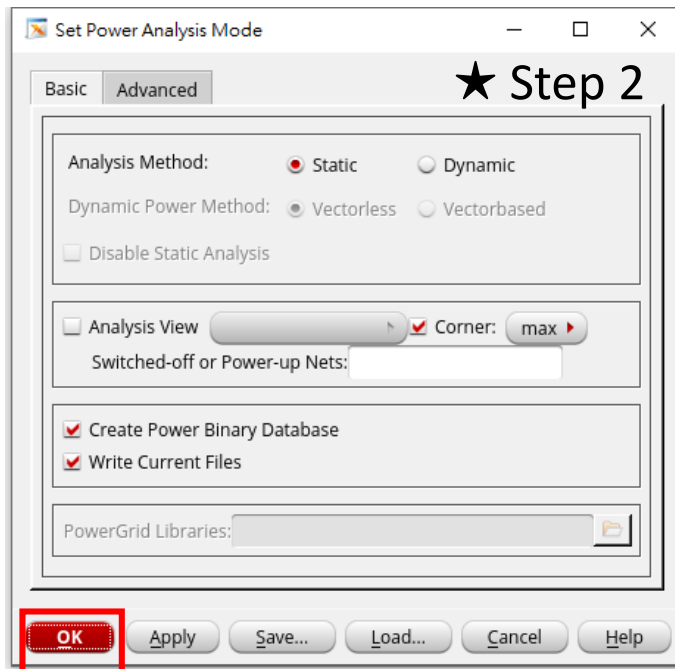 Set Power Analysis Mode
★ Step 2
Basic Advanced
Analysis Method: Static Dynamic
Dynamic Power Method: Vectorless Vectorbased
Disable Static Analysis
Analysis View Corner: max
Switched-off or Power-up Nets:
Create Power Binary Database
Write Current Files
PowerGrid Libraries:
OK Apply Save... Load... Cancel Help